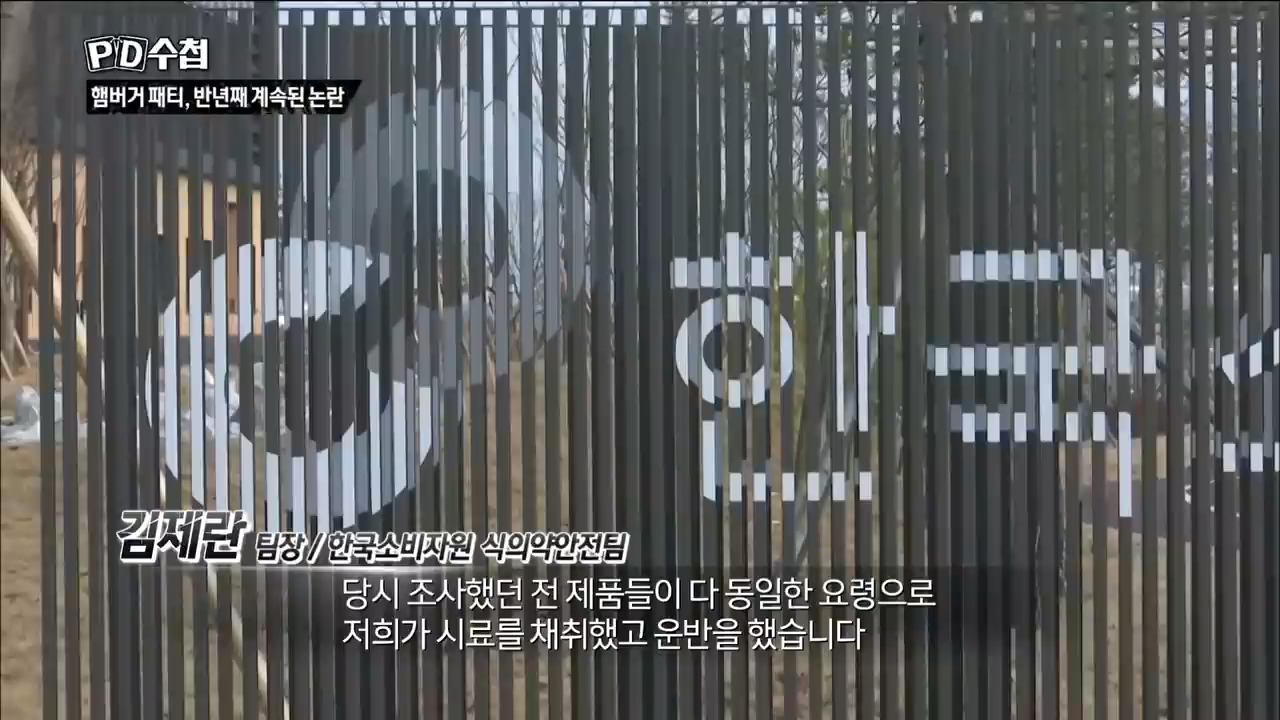 PD수첩
햄버거 패티, 반년째 계속된 논란
한국
김제란 팀장 / 한국소비자원 식의약안전팀
당시 조사했던 전 제품들이 다 동일한 요령으로
저희가 시료를 채취했고 운반을 했습니다